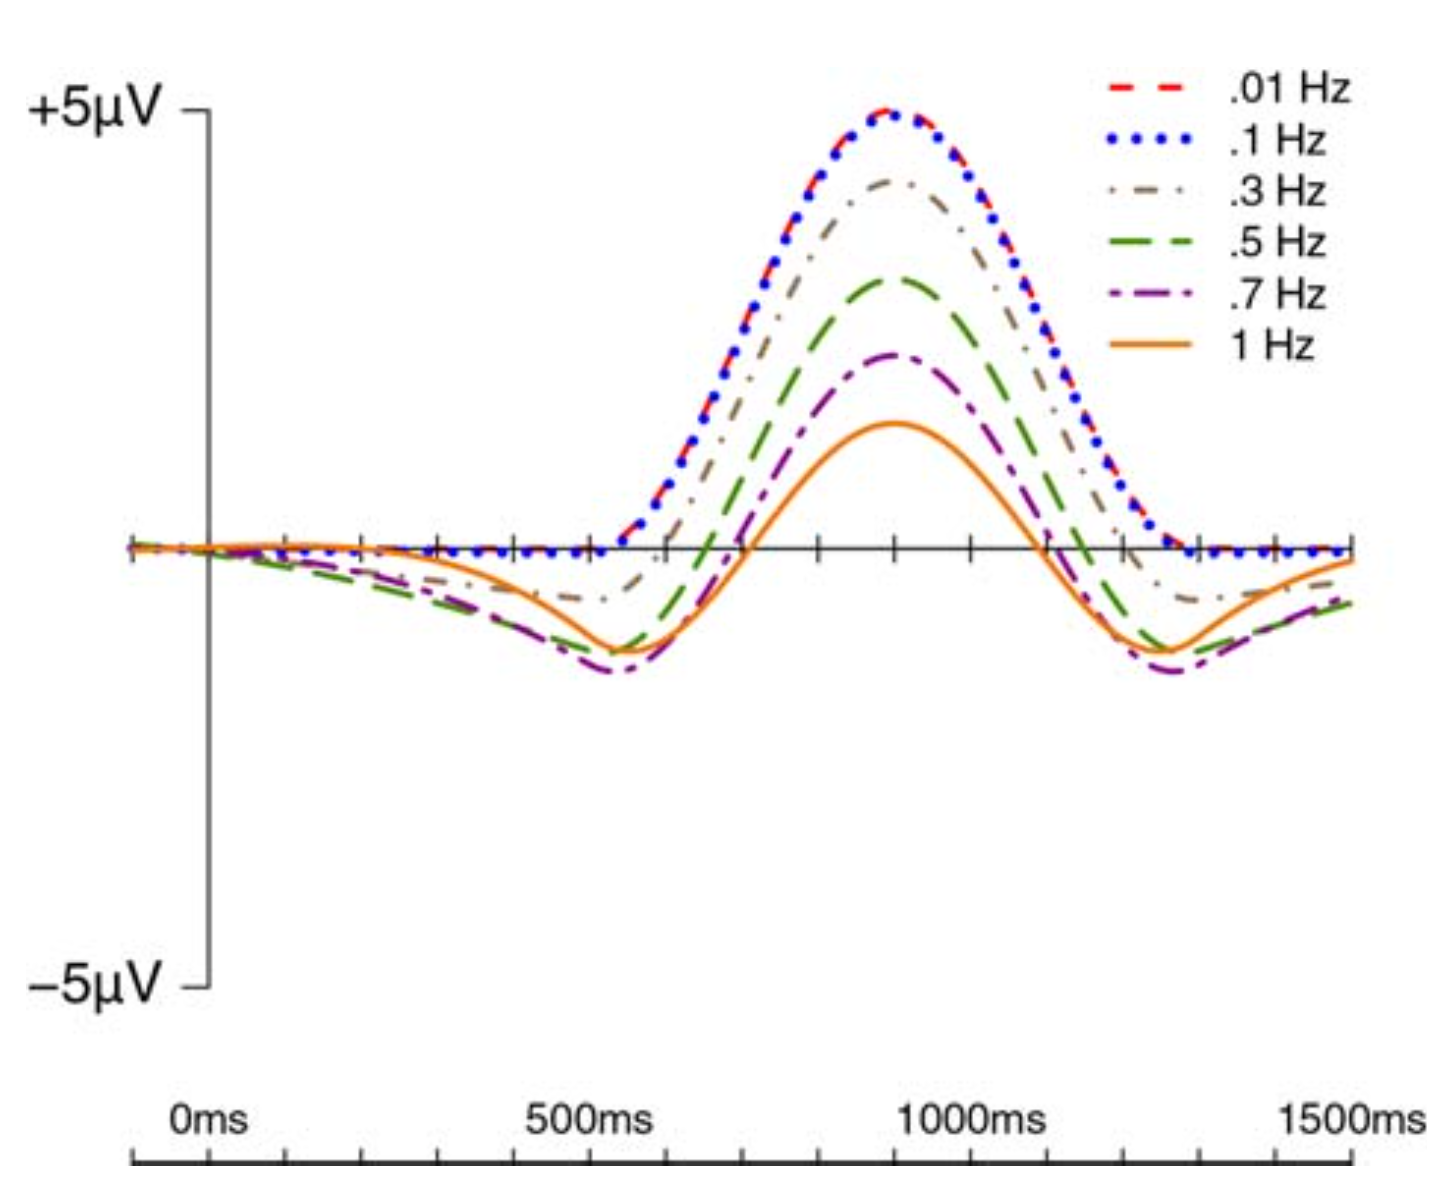 +5µV
.01 Hz
.1 Hz
.3 Hz
.5 Hz
.7 Hz
1 Hz
−5µV
0ms 500ms 1000ms 1500ms